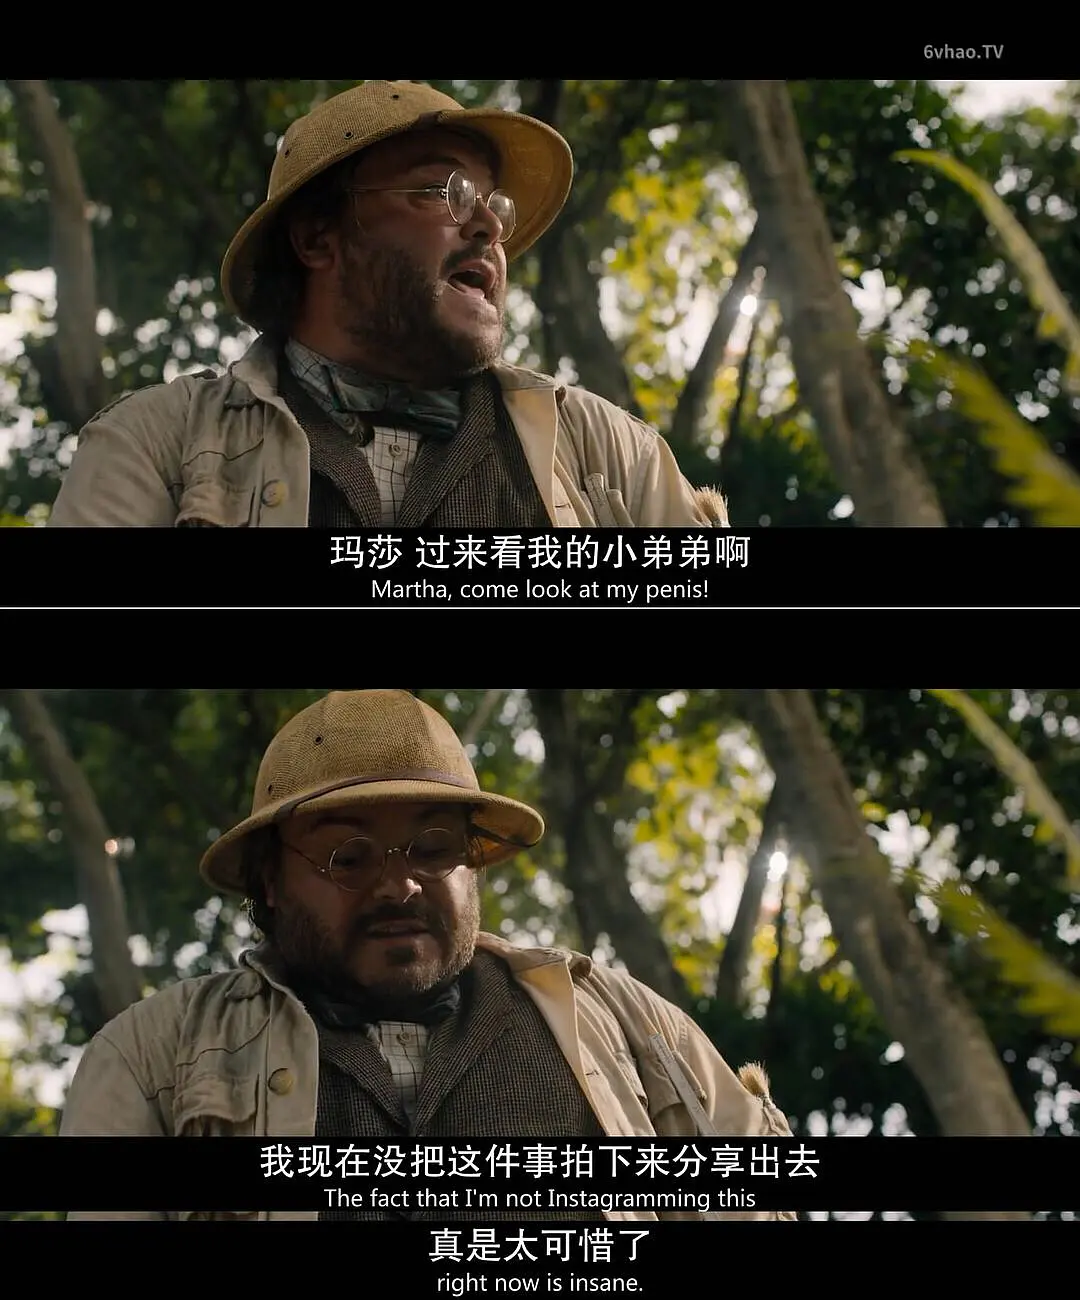 6vhao.TV
玛莎 过来看我的小弟弟啊
Martha, come look at my penis!
我现在没把这件事拍下来分享出去
The fact that I'm not Instagramming this
真是太可惜了
right now is insane.